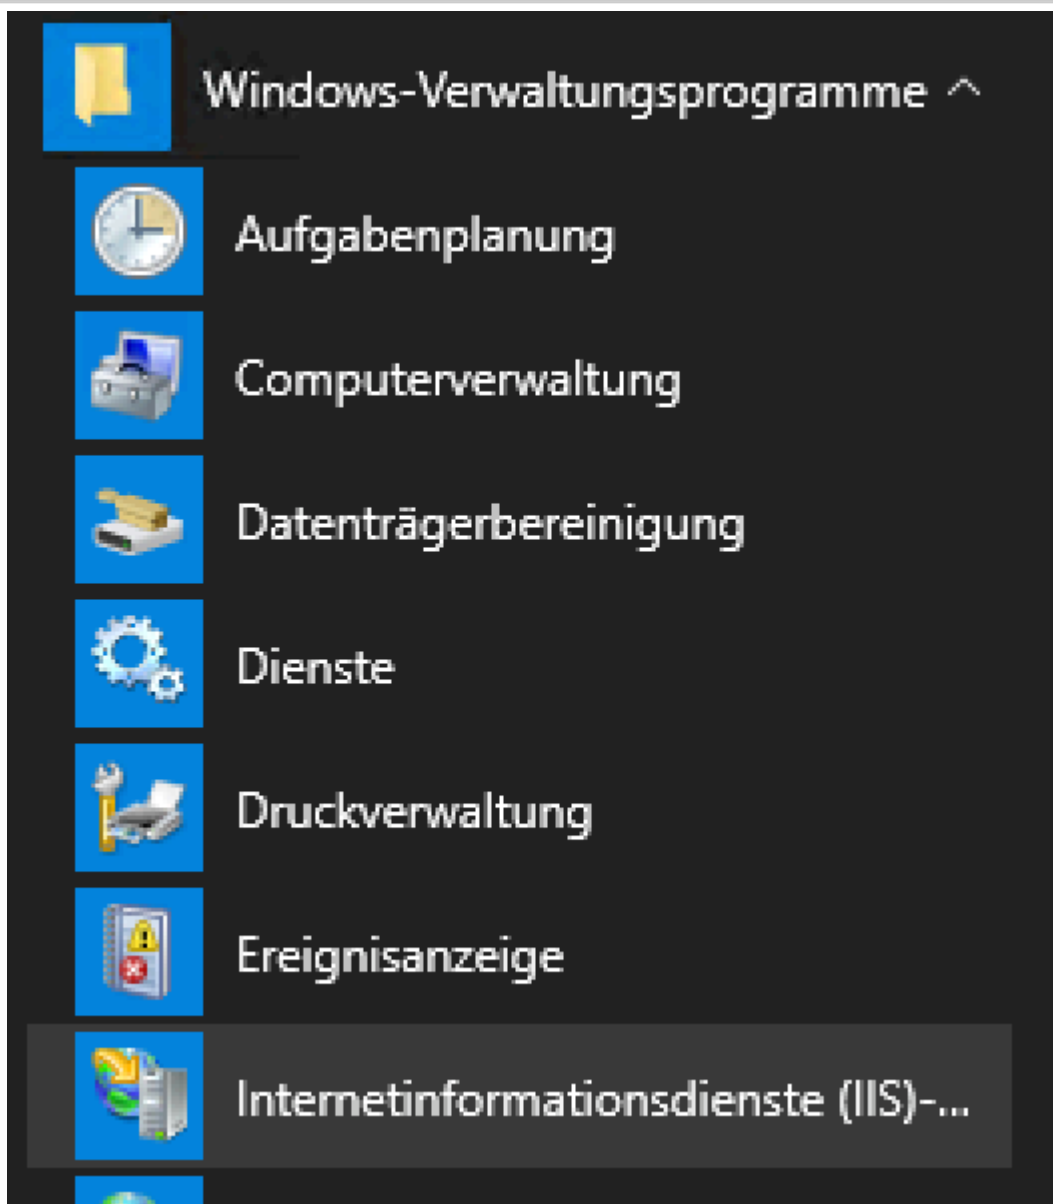 Windows-Verwaltungsprogramme
Aufgabenplanung
Computerverwaltung
Datenträgerbereinigung
Dienste
Druckverwaltung
Ereignisanzeige
Internetinformationsdienste (IIS)-...